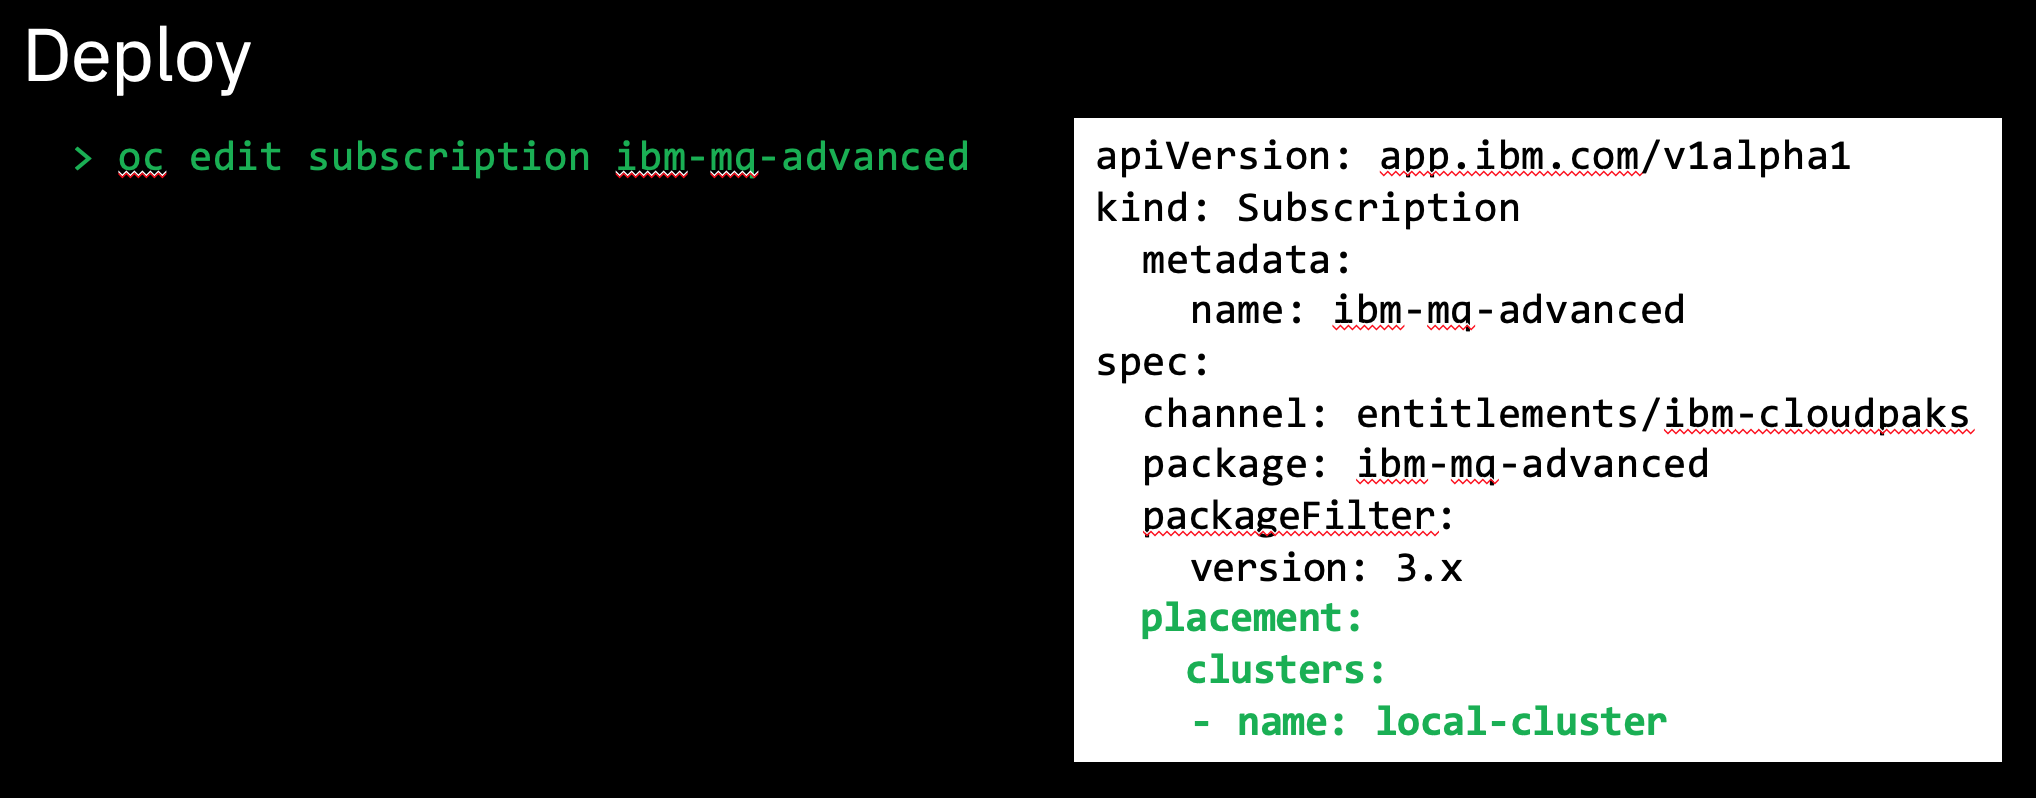 Deploy
> oc edit subscription ibm-mq-advanced
apiVersion: app.ibm.com/v1alpha1
kind: Subscription
  metadata:
    name: ibm-mq-advanced
spec:
  channel: entitlements/ibm-cloudpaks
  package: ibm-mq-advanced
  packageFilter:
    version: 3.x
  placement:
    clusters:
    - name: local-cluster